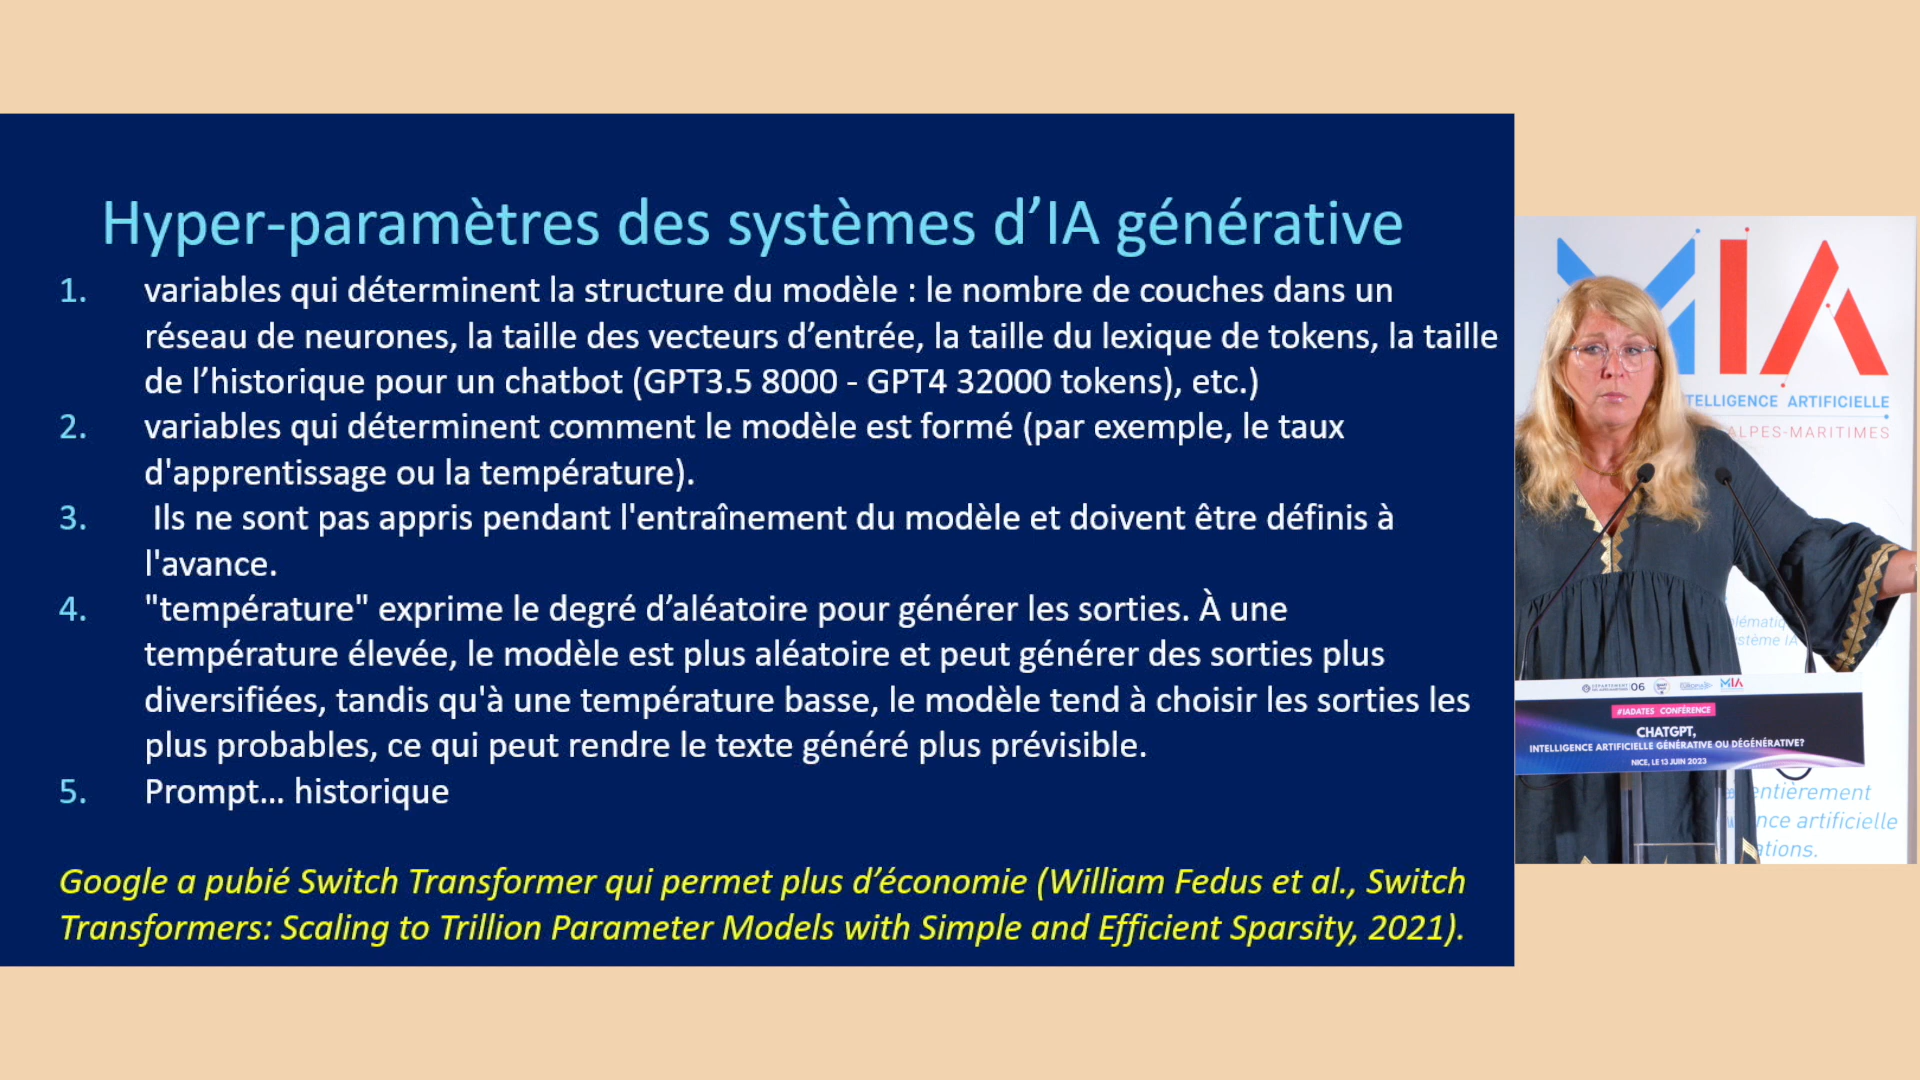 Hyper-paramètres des systèmes d’IA générative
1. variables qui déterminent la structure du modèle : le nombre de couches dans un
réseau de neurones, la taille des vecteurs d’entrée, la taille du lexique de tokens, la taille
de l’historique pour un chatbot (GPT3.5 8000 - GPT4 32000 tokens), etc.)
2. variables qui déterminent comment le modèle est formé (par exemple, le taux
d'apprentissage ou la température).
3. Ils ne sont pas appris pendant l'entraînement du modèle et doivent être définis à
l'avance.
4. "température" exprime le degré d’aléatoire pour générer les sorties. À une
température élevée, le modèle est plus aléatoire et peut générer des sorties plus
diversifiées, tandis qu'à une température basse, le modèle tend à choisir les sorties les
plus probables, ce qui peut rendre le texte généré plus prévisible.
5. Prompt... historique
Google a pubié Switch Transformer qui permet plus d’économie (William Fedus et al., Switch
Transformers: Scaling to Trillion Parameter Models with Simple and Efficient Sparsity, 2021).
MIA
ARTIFICIELLE
ALPES-MARITIMES
IA
06 MIA
#IADATES CONFÉRENCE
CHATGPT,
INTELLIGENCE ARTIFICIELLE GÉNÉRATIVE OU DÉGÉNÉRATIVE?
NICE, LE 13 JUIN 2023
entièrement
artificielle